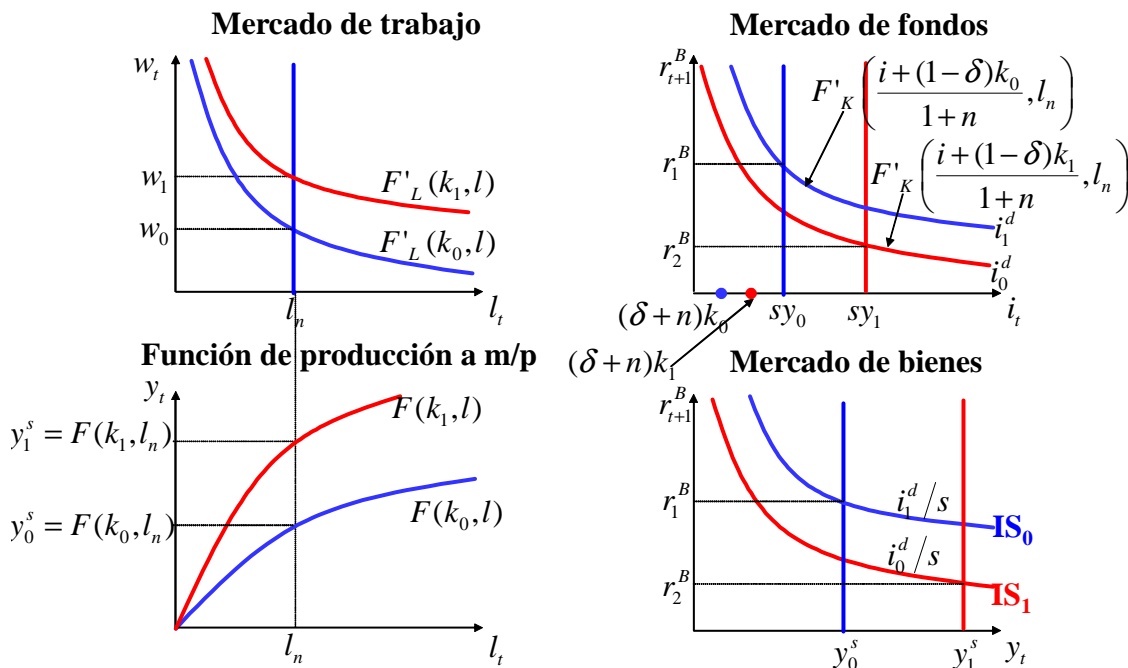 Mercado de trabajo
w_t
w_1
w_0
F'_L(k_1, l)
F'_L(k_0, l)
l_n
l_t
Mercado de fondos
r^B_{t+1}
F'_K((i+(1-δ)k_0)/(1+n), l_n)
r^B_1
F'_K((i+(1-δ)k_1)/(1+n), l_n)
r^B_2
i^d_1
i^d_0
(δ+n)k_0
sy_0
sy_1
i_t
(δ+n)k_1
Función de producción a m/p
y_t
F(k_1, l)
y^s_1 = F(k_1, l_n)
y^s_0 = F(k_0, l_n)
F(k_0, l)
l_n
l_t
Mercado de bienes
r^B_{t+1}
r^B_1
i^d_1/s
IS_0
i^d_0/s
r^B_2
IS_1
y^s_0
y^s_1
y_t